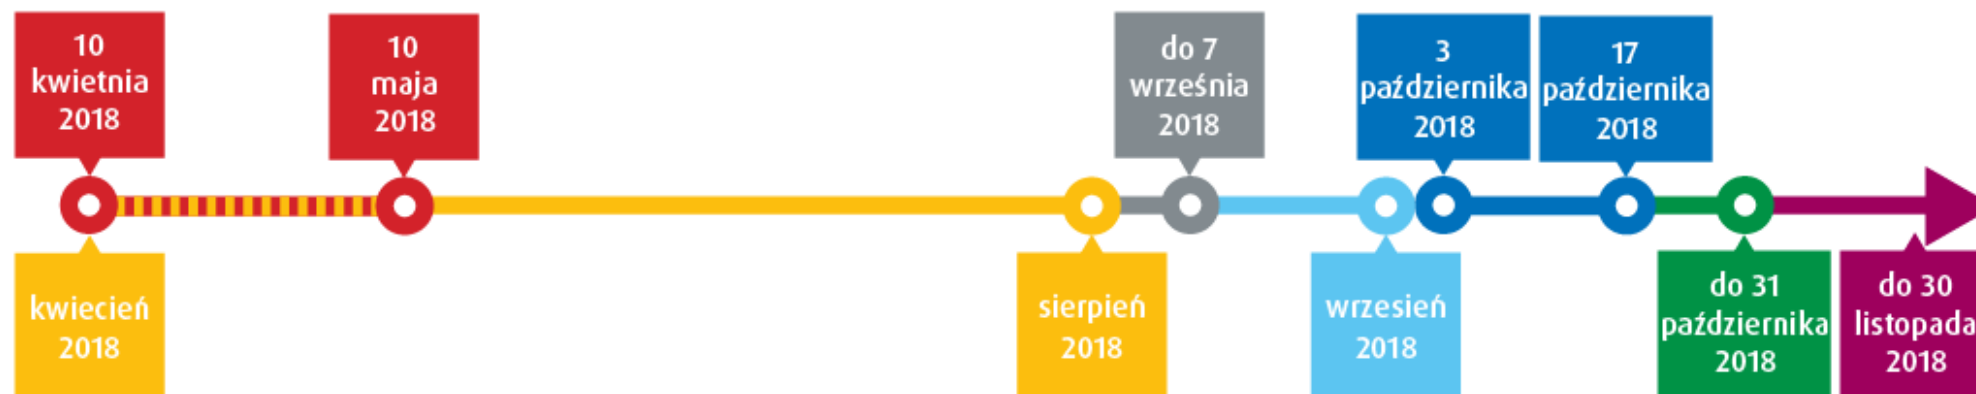 10
kwietnia
2018
10
maja
2018
do 7
września
2018
3
października
2018
17
października
2018
kwiecień
2018
sierpień
2018
wrzesień
2018
do 31
października
2018
do 30
listopada
2018